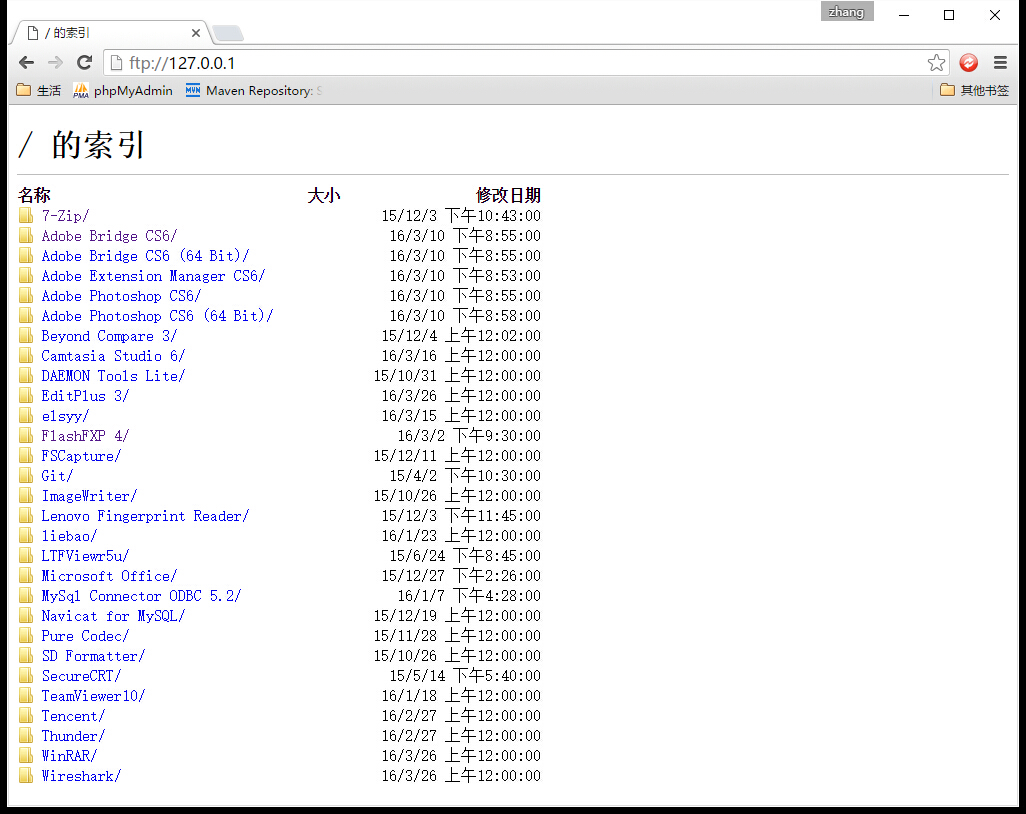 zhang
/ 的索引
ftp://127.0.0.1
生活 phpMyAdmin Maven Repository: S 其他书签
/ 的索引
名称 大小 修改日期
7-Zip/ 15/12/3 下午10:43:00
Adobe Bridge CS6/ 16/3/10 下午8:55:00
Adobe Bridge CS6 (64 Bit)/ 16/3/10 下午8:55:00
Adobe Extension Manager CS6/ 16/3/10 下午8:53:00
Adobe Photoshop CS6/ 16/3/10 下午8:55:00
Adobe Photoshop CS6 (64 Bit)/ 16/3/10 下午8:58:00
Beyond Compare 3/ 15/12/4 上午12:02:00
Camtasia Studio 6/ 16/3/16 上午12:00:00
DAEMON Tools Lite/ 15/10/31 上午12:00:00
EditPlus 3/ 16/3/26 上午12:00:00
elsyy/ 16/3/15 上午12:00:00
FlashFXP 4/ 16/3/2 下午9:30:00
FSCapture/ 15/12/11 上午12:00:00
Git/ 15/4/2 下午10:30:00
ImageWriter/ 15/10/26 上午12:00:00
Lenovo Fingerprint Reader/ 15/12/3 下午11:45:00
liebao/ 16/1/23 上午12:00:00
LTFViewr5u/ 15/6/24 下午8:45:00
Microsoft Office/ 15/12/27 下午2:26:00
MySql Connector ODBC 5.2/ 16/1/7 下午4:28:00
Navicat for MySQL/ 15/12/19 上午12:00:00
Pure Codec/ 15/11/28 上午12:00:00
SD Formatter/ 15/10/26 上午12:00:00
SecureCRT/ 15/5/14 下午5:40:00
TeamViewer10/ 16/1/18 上午12:00:00
Tencent/ 16/2/27 上午12:00:00
Thunder/ 16/2/27 上午12:00:00
WinRAR/ 16/3/26 上午12:00:00
Wireshark/ 16/3/26 上午12:00:00